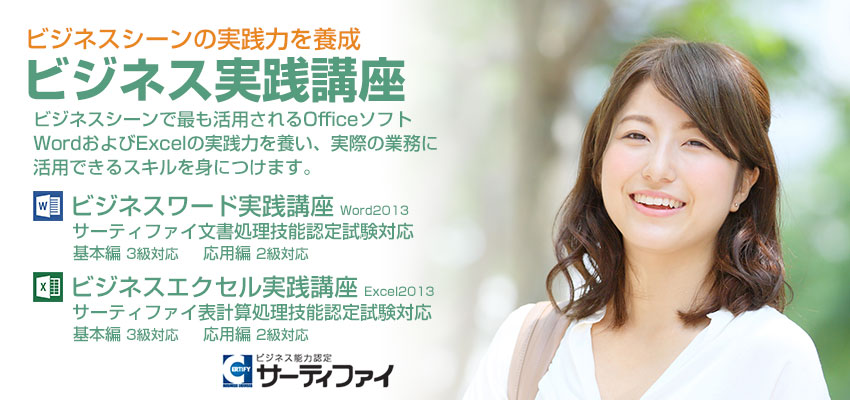 ビジネスシーンの実践力を養成
ビジネス実践講座
ビジネスシーンで最も活用されるOfficeソフト
WordおよびExcelの実践力を養い、実際の業務に
活用できるスキルを身につけます。
ビジネスワード実践講座 Word2013
サーティファイ文書処理技能認定試験対応
基本編 3級対応 応用編 2級対応
ビジネスエクセル実践講座 Excel2013
サーティファイ表計算処理技能認定試験対応
基本編 3級対応 応用編 2級対応
ビジネス能力認定
CERTIFY サーティファイ